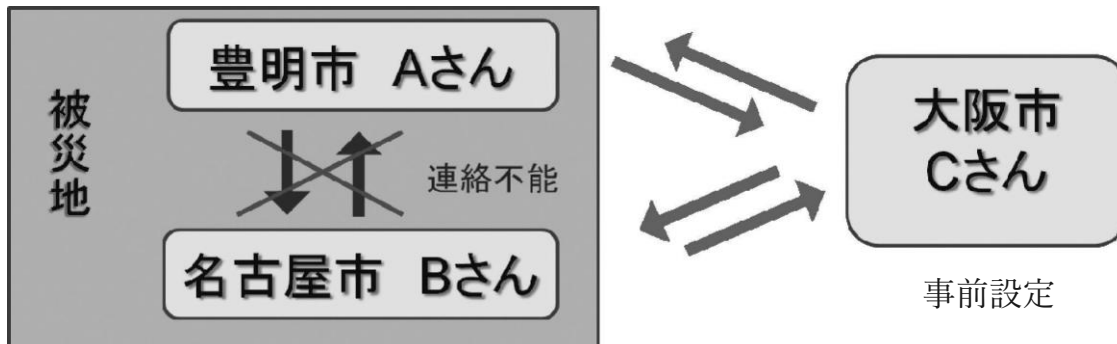 被災地
豊明市 Aさん
連絡不能
名古屋市 Bさん
大阪市
Cさん
事前設定